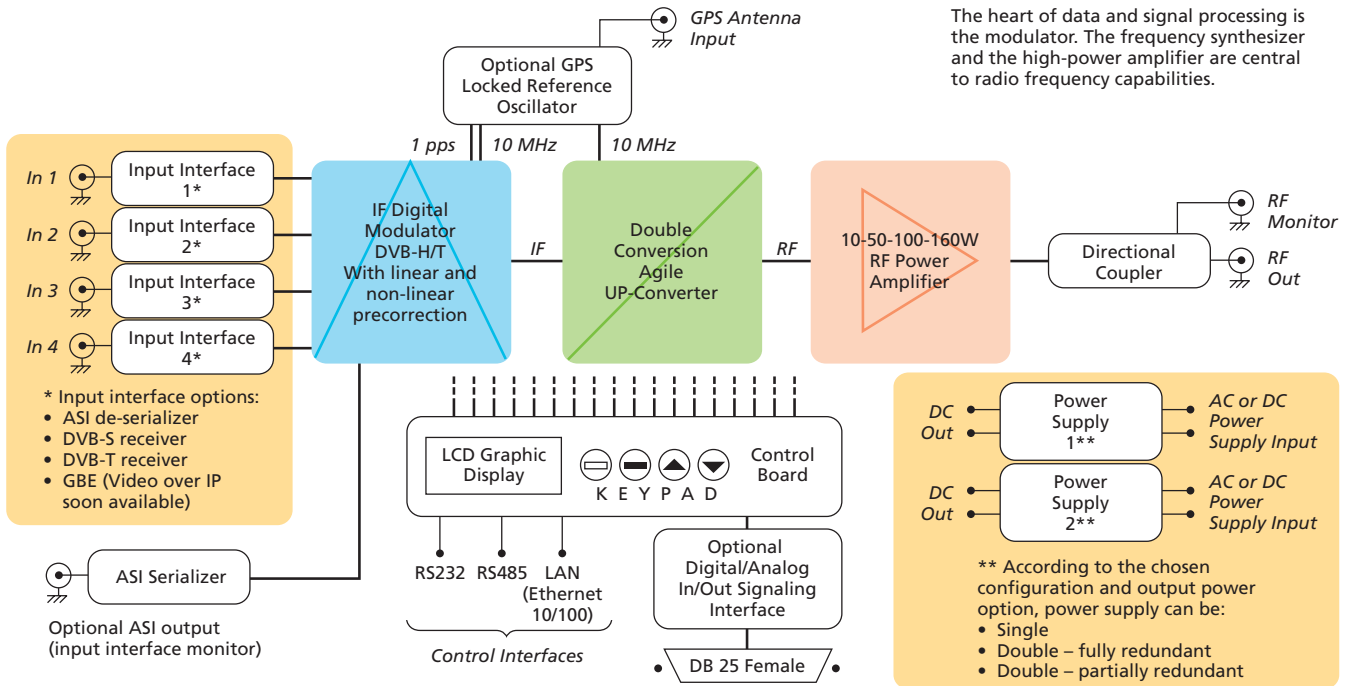 GPS Antenna
Input
The heart of data and signal processing is
the modulator. The frequency synthesizer
and the high-power amplifier are central
to radio frequency capabilities.
Optional GPS
Locked Reference
Oscillator
1 pps
10 MHz
10 MHz
In 1
Input Interface
1*
In 2
Input Interface
2*
In 3
Input Interface
3*
In 4
Input Interface
4*
* Input interface options:
• ASI de-serializer
• DVB-S receiver
• DVB-T receiver
• GBE (Video over IP
soon available)
IF Digital
Modulator
DVB-H/T
With linear and
non-linear
precorrection
IF
Double
Conversion
Agile
UP-Converter
RF
10-50-100-160W
RF Power
Amplifier
Directional
Coupler
RF
Monitor
RF
Out
LCD Graphic
Display
K E Y P A D
Control
Board
RS232
RS485
LAN
(Ethernet
10/100)
Control Interfaces
Optional
Digital/Analog
In/Out Signaling
Interface
DB 25 Female
ASI Serializer
Optional ASI output
(input interface monitor)
DC
Out
Power
Supply
1**
AC or DC
Power
Supply Input
DC
Out
Power
Supply
2**
AC or DC
Power
Supply Input
** According to the chosen
configuration and output power
option, power supply can be:
• Single
• Double – fully redundant
• Double – partially redundant